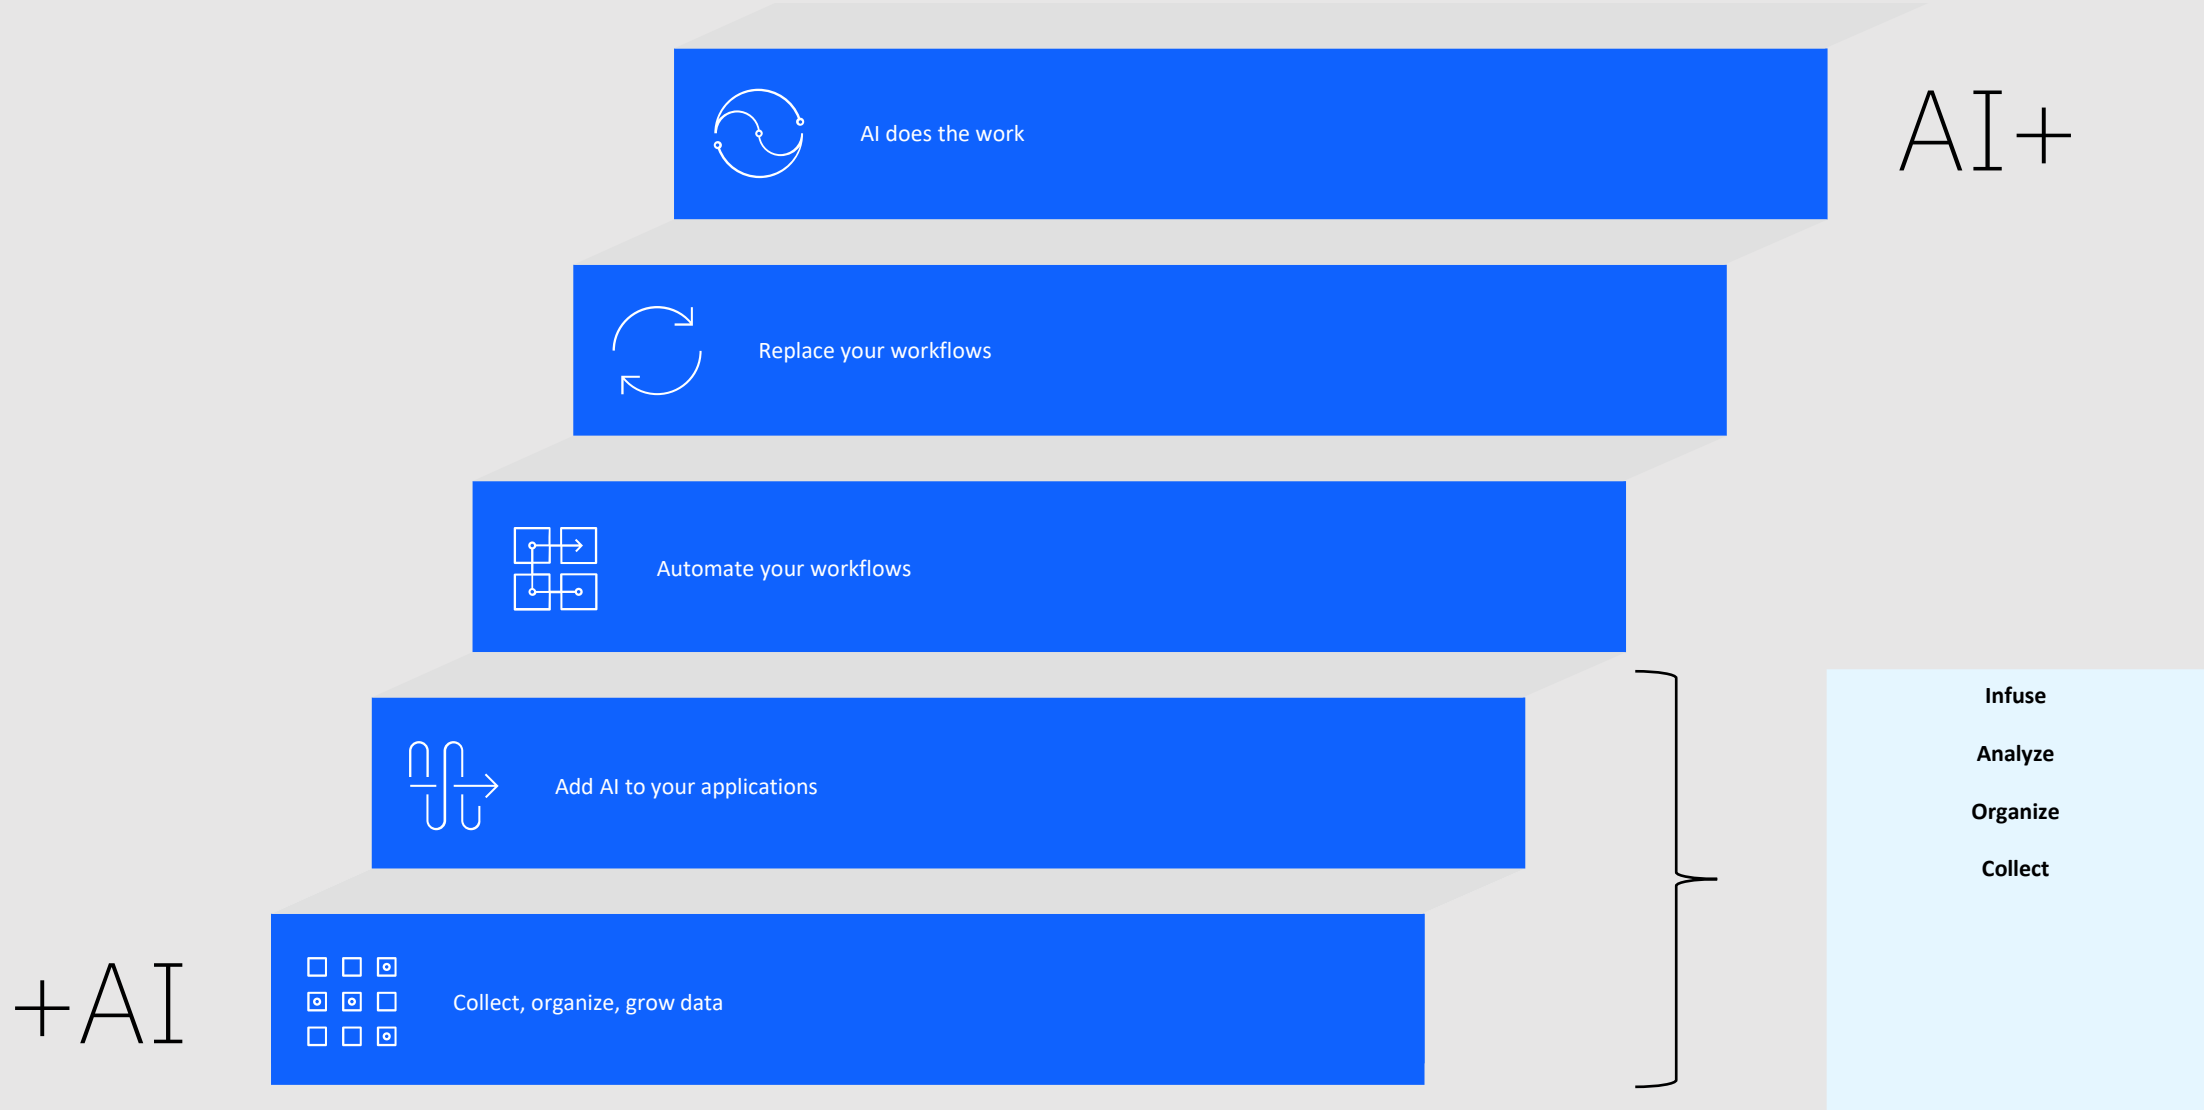 AI does the work
AI+
Replace your workflows
Automate your workflows
Add AI to your applications
Infuse
Analyze
Organize
Collect
+AI
Collect, organize, grow data